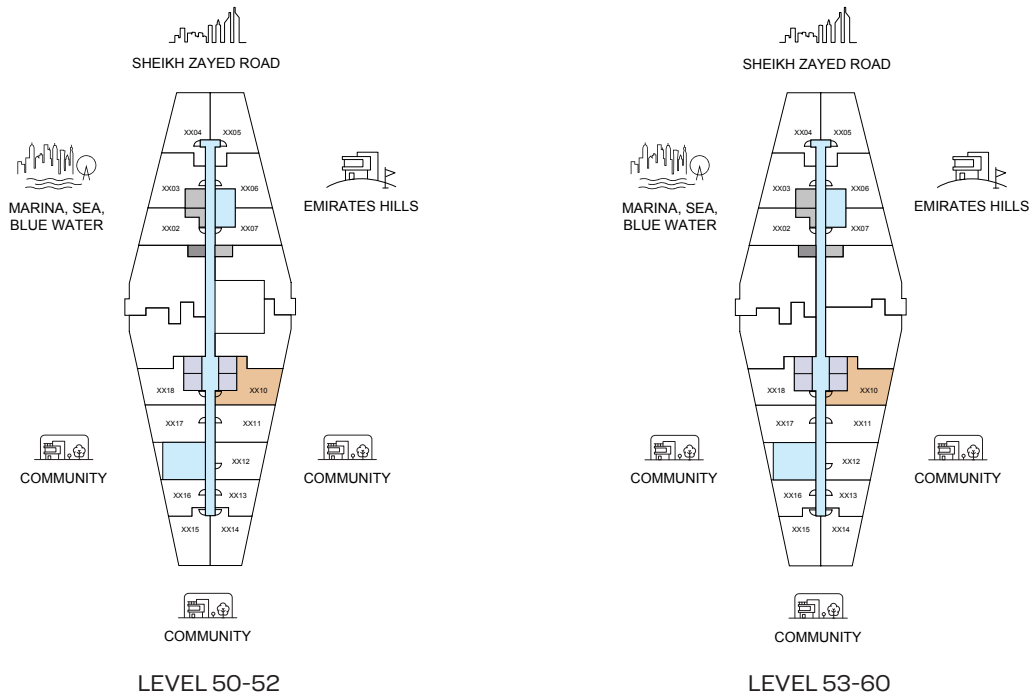 SHEIKH ZAYED ROAD
XX04
XX05
MARINA, SEA,
BLUE WATER
EMIRATES HILLS
XX03
XX06
XX02
XX07
XX18
XX10
XX17
XX11
COMMUNITY
COMMUNITY
XX12
XX16
XX13
XX15
XX14
COMMUNITY
LEVEL 50-52
SHEIKH ZAYED ROAD
XX04
XX05
MARINA, SEA,
BLUE WATER
EMIRATES HILLS
XX03
XX06
XX02
XX07
XX18
XX10
XX17
XX11
COMMUNITY
COMMUNITY
XX12
XX16
XX13
XX15
XX14
COMMUNITY
LEVEL 53-60